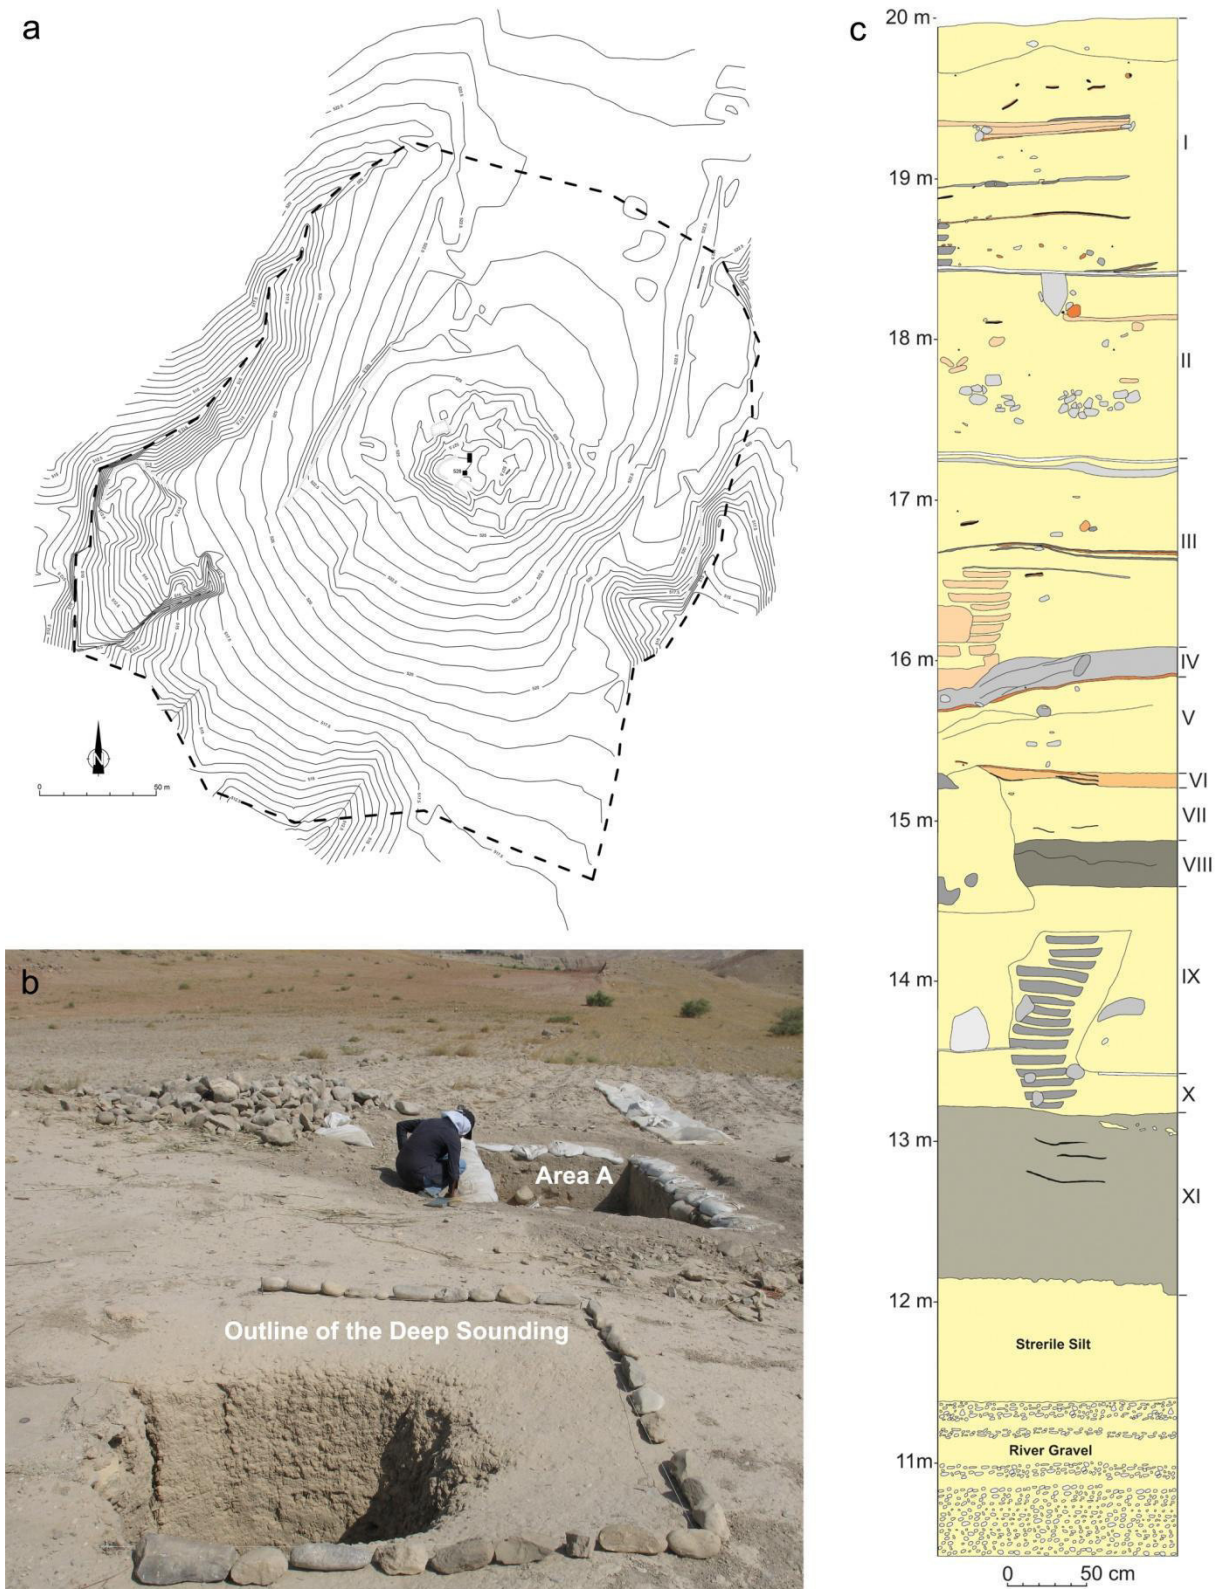 a
N
0 50 m
b
Area A
Outline of the Deep Sounding
c
20 m
I
19 m
18 m
II
17 m
III
16 m
IV
V
VI
15 m
VII
VIII
14 m
IX
X
13 m
XI
12 m
Strerile Silt
River Gravel
11m
0 50 cm